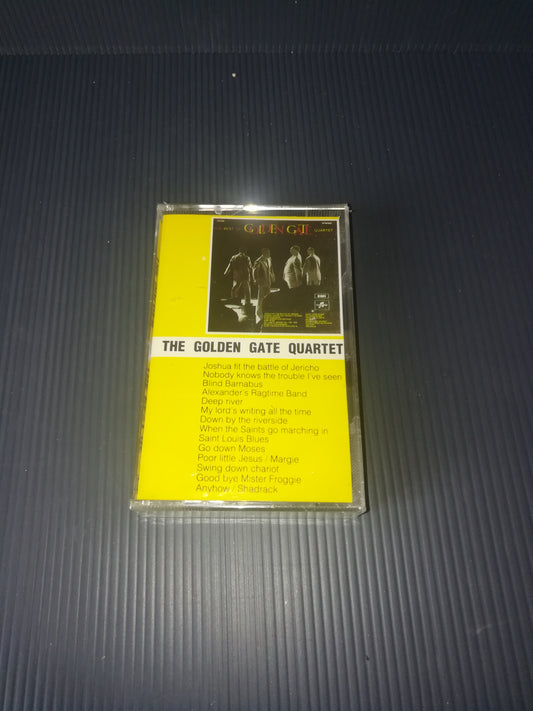 THE BEST OF GOLDEN GATE QUARTET
THE GOLDEN GATE QUARTET
Joshua fit the battle of Jericho
Nobody knows the trouble I've seen
Blind Barnabus
Alexander's Ragtime Band
Deep river
My lord's writing all the time
Down by the riverside
When the Saints go marching in
Saint Louis Blues
Go down Moses
Poor little Jesus / Margie
Swing down chariot
Good bye Mister Froggie
Anyhow / Shadrack